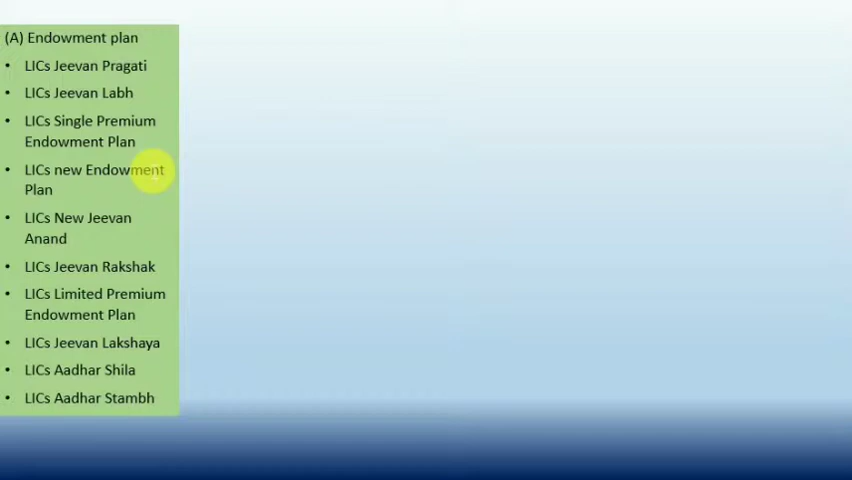 (A) Endowment plan
• LICs Jeevan Pragati
• LICs Jeevan Labh
• LICs Single Premium
Endowment Plan
• LICs new Endowment
Plan
• LICs New Jeevan
Anand
• LICs Jeevan Rakshak
• LICs Limited Premium
Endowment Plan
• LICs Jeevan Lakshaya
• LICs Aadhar Shila
• LICs Aadhar Stambh